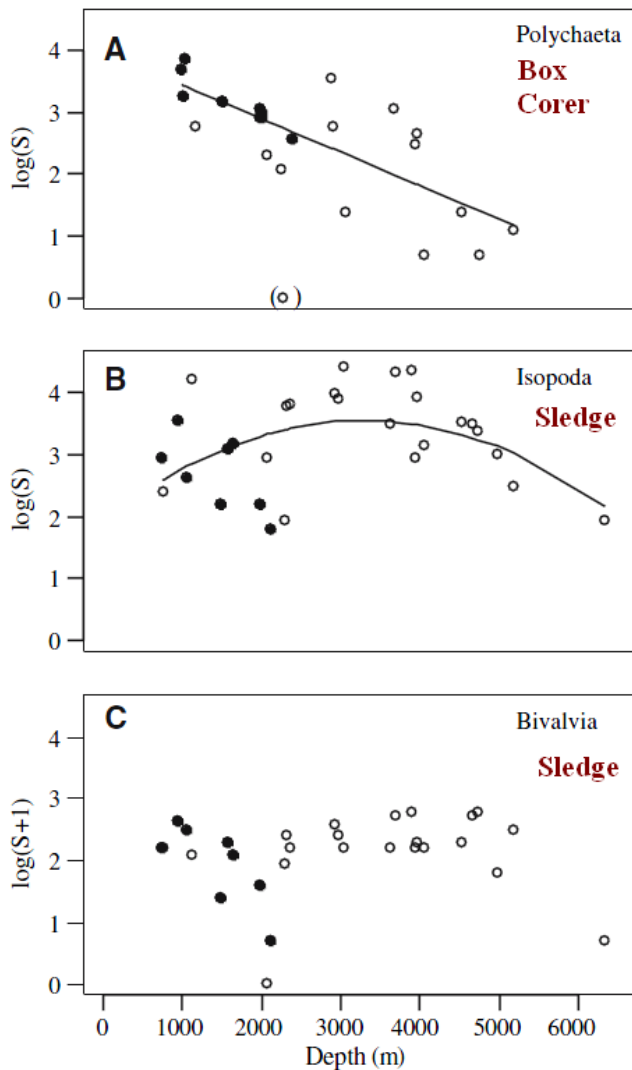 A
Polychaeta
Box
Corer
log(S)
4
3
2
1
0
( )
B
Isopoda
Sledge
log(S)
4
3
2
1
0
C
Bivalvia
Sledge
log(S+1)
4
3
2
1
0
0 1000 2000 3000 4000 5000 6000
Depth (m)